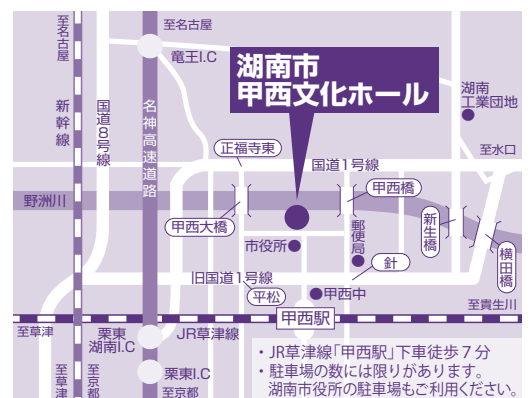 至名古屋
至名古屋
竜王I.C
湖南市
甲西文化ホール
新幹線
国道8号線
名神高速道路
湖南
工業団地
正福寺東
国道1号線
至水口
野洲川
甲西大橋
甲西橋
市役所
郵便局
新生橋
横田橋
針
旧国道1号線
平松
甲西中
至貴生川
甲西駅
至草津
栗東
湖南I.C
JR草津線
至草津
至京都
栗東I.C
至京都
・JR草津線「甲西駅」下車徒歩7分
・駐車場の数には限りがあります。
湖南市役所の駐車場もご利用ください。